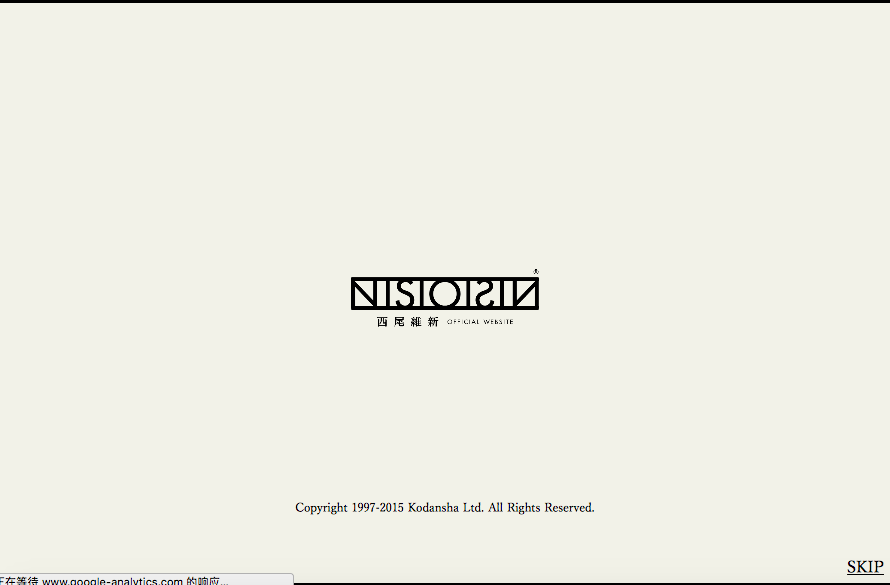 ®
NISIOISIN
西尾維新 OFFICIAL WEBSITE
Copyright 1997-2015 Kodansha Ltd. All Rights Reserved.
SKIP
正在等待 www.google-analytics.com 的响应...